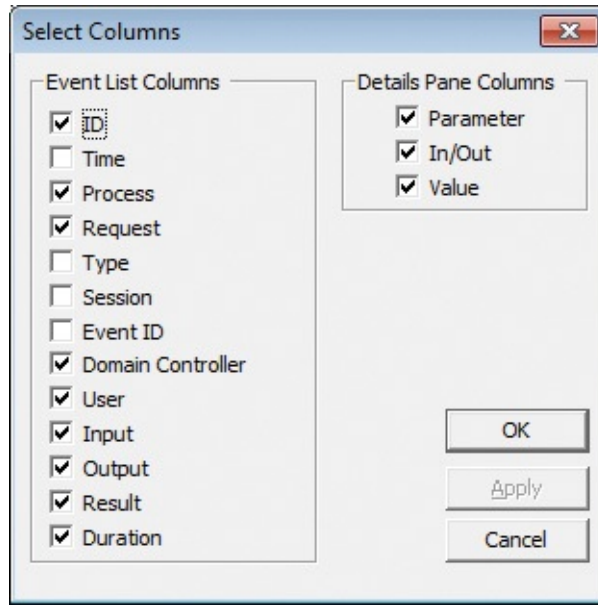 Select Columns
Event List Columns
ID
Time
Process
Request
Type
Session
Event ID
Domain Controller
User
Input
Output
Result
Duration
Details Pane Columns
Parameter
In/Out
Value
OK
Apply
Cancel